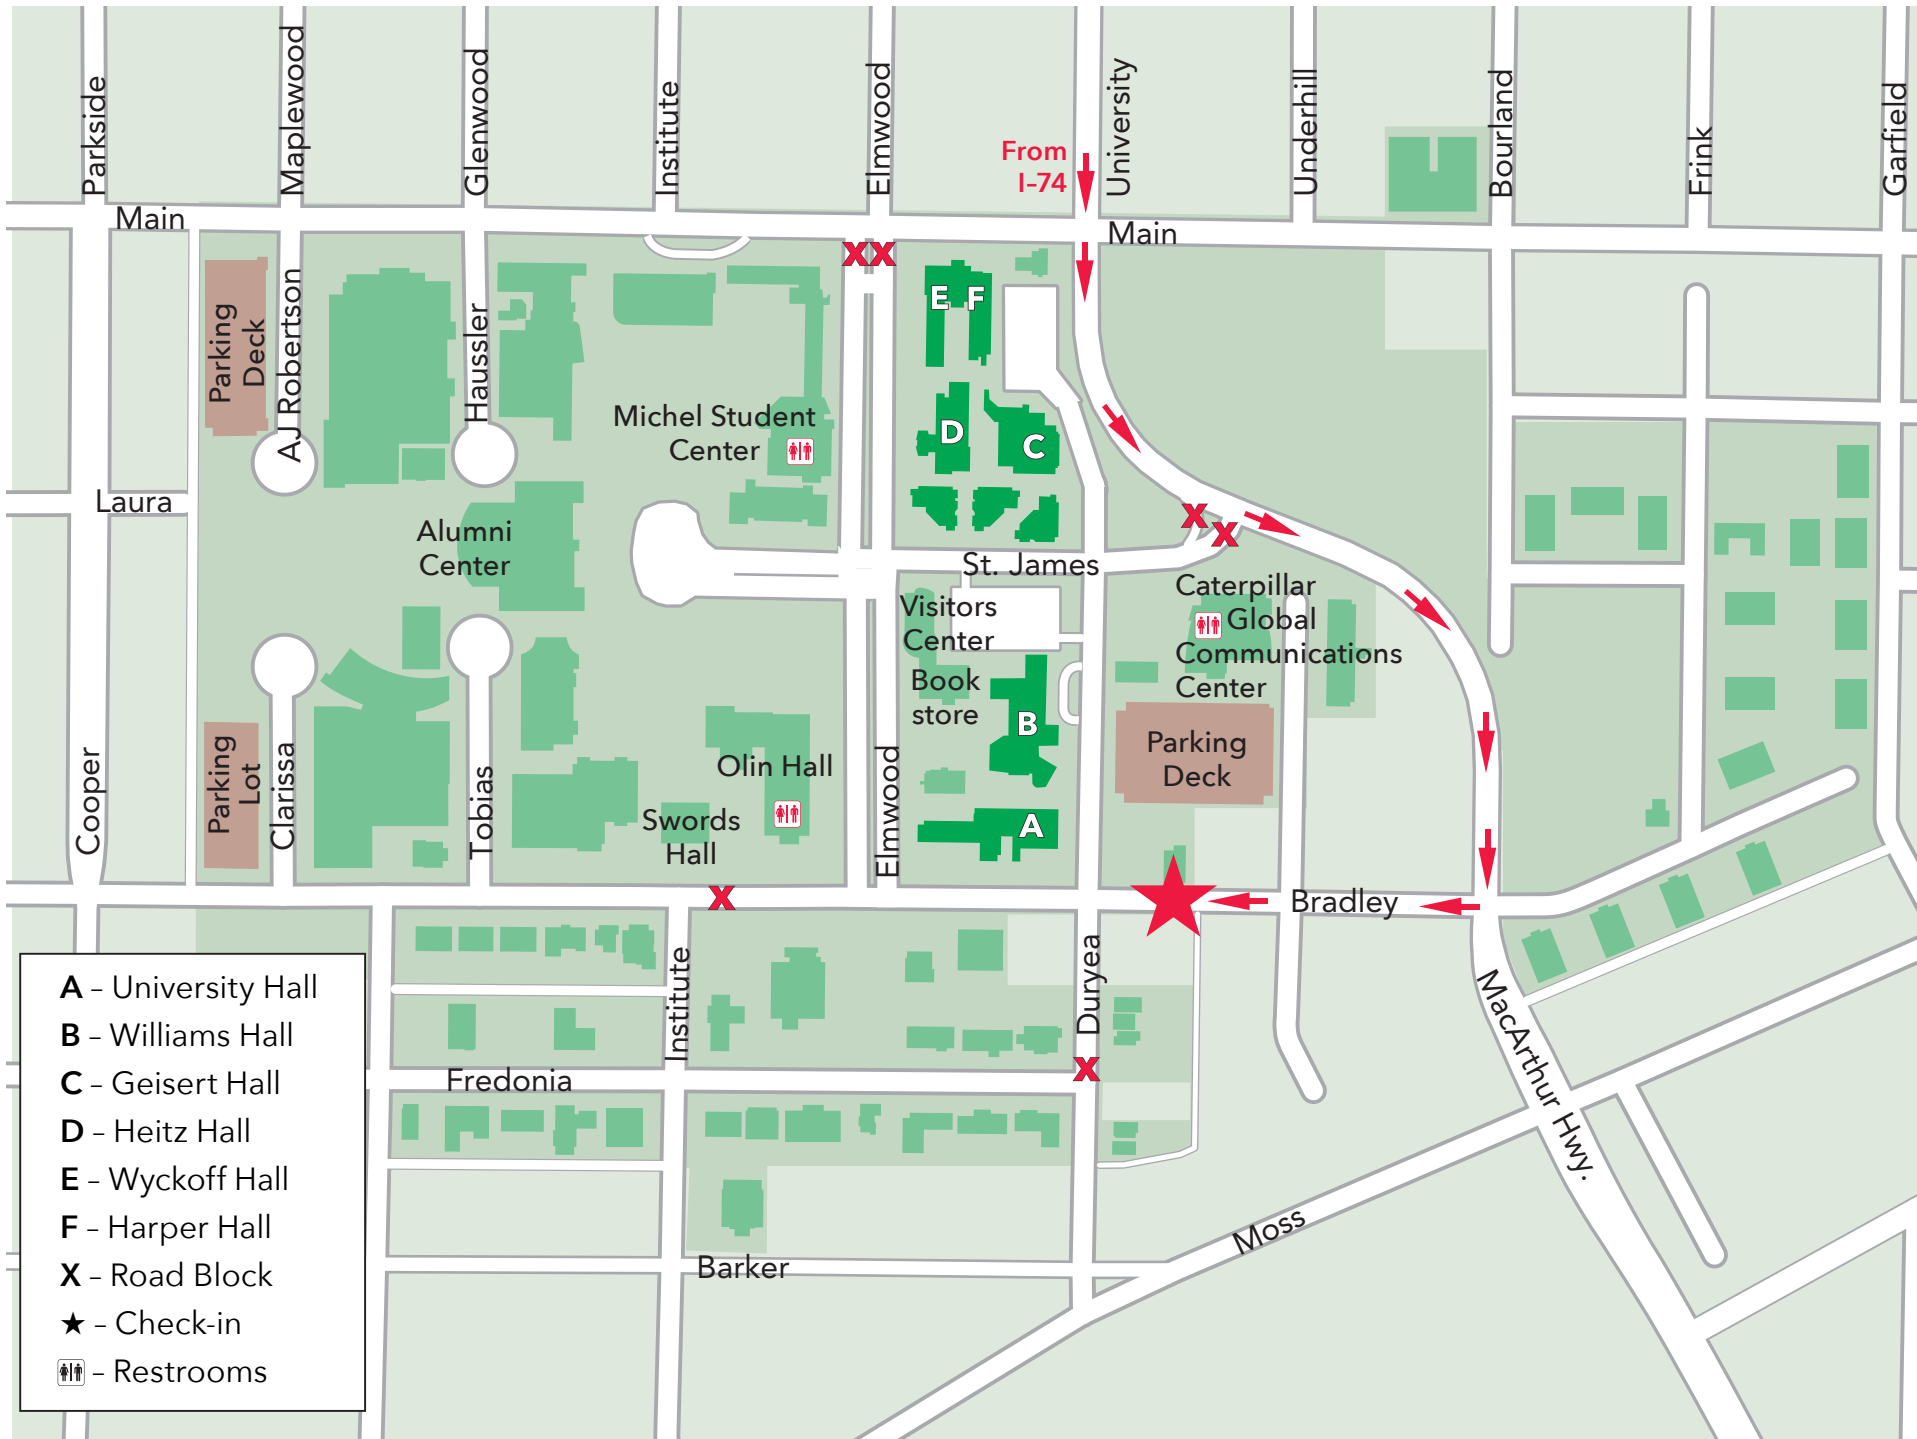 Parkside
Maplewood
Glenwood
Institute
Elmwood
University
Underhill
Bourland
Frink
Garfield
From
I-74
Main
Main
Parking
Deck
AJ Robertson
Haussler
E F
Michel Student
Center
D
C
Laura
Alumni
Center
X X
X
X
St. James
Visitors
Center
Book
store
Caterpillar
Global
Communications
Center
B
Parking
Deck
Parking
Lot
Clarissa
Cooper
Tobias
Olin Hall
Swords
Hall
Elmwood
A
X
Bradley
Institute
Duryea
MacArthur Hwy.
X
Fredonia
Moss
Barker
A – University Hall
B – Williams Hall
C – Geisert Hall
D – Heitz Hall
E – Wyckoff Hall
F – Harper Hall
X – Road Block
★ – Check-in
– Restrooms